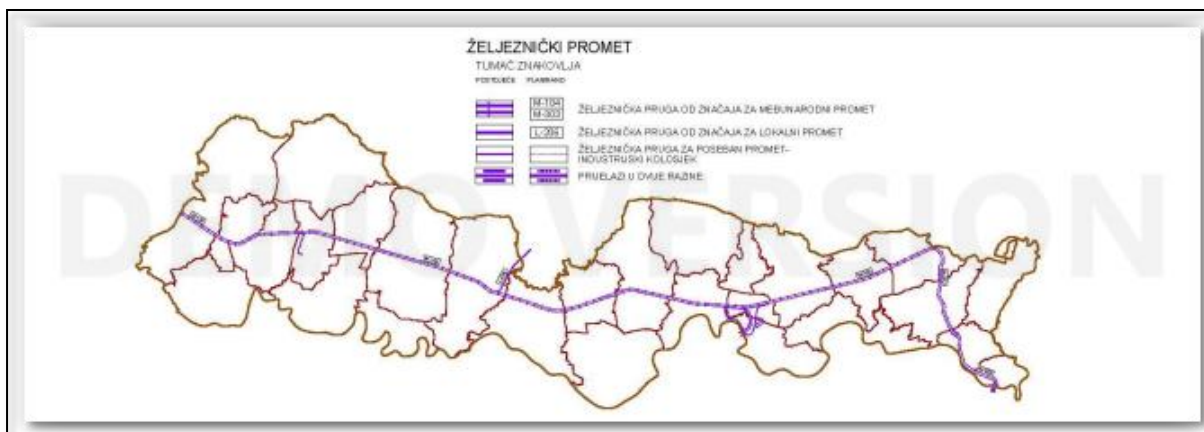 ŽELJEZNIČKI PROMET
TUMAČ ZNAKOVLJA
POSTOJEĆE PLANIRANO
M-104
M-303 ŽELJEZNIČKA PRUGA OD ZNAČAJA ZA MEĐUNARODNI PROMET
L-206 ŽELJEZNIČKA PRUGA OD ZNAČAJA ZA LOKALNI PROMET
ŽELJEZNIČKA PRUGA ZA POSEBAN PROMET-
INDUSTRIJSKI KOLOSJEK
PRIJELAZI U DVIJE RAZINE
DEMO VERSION